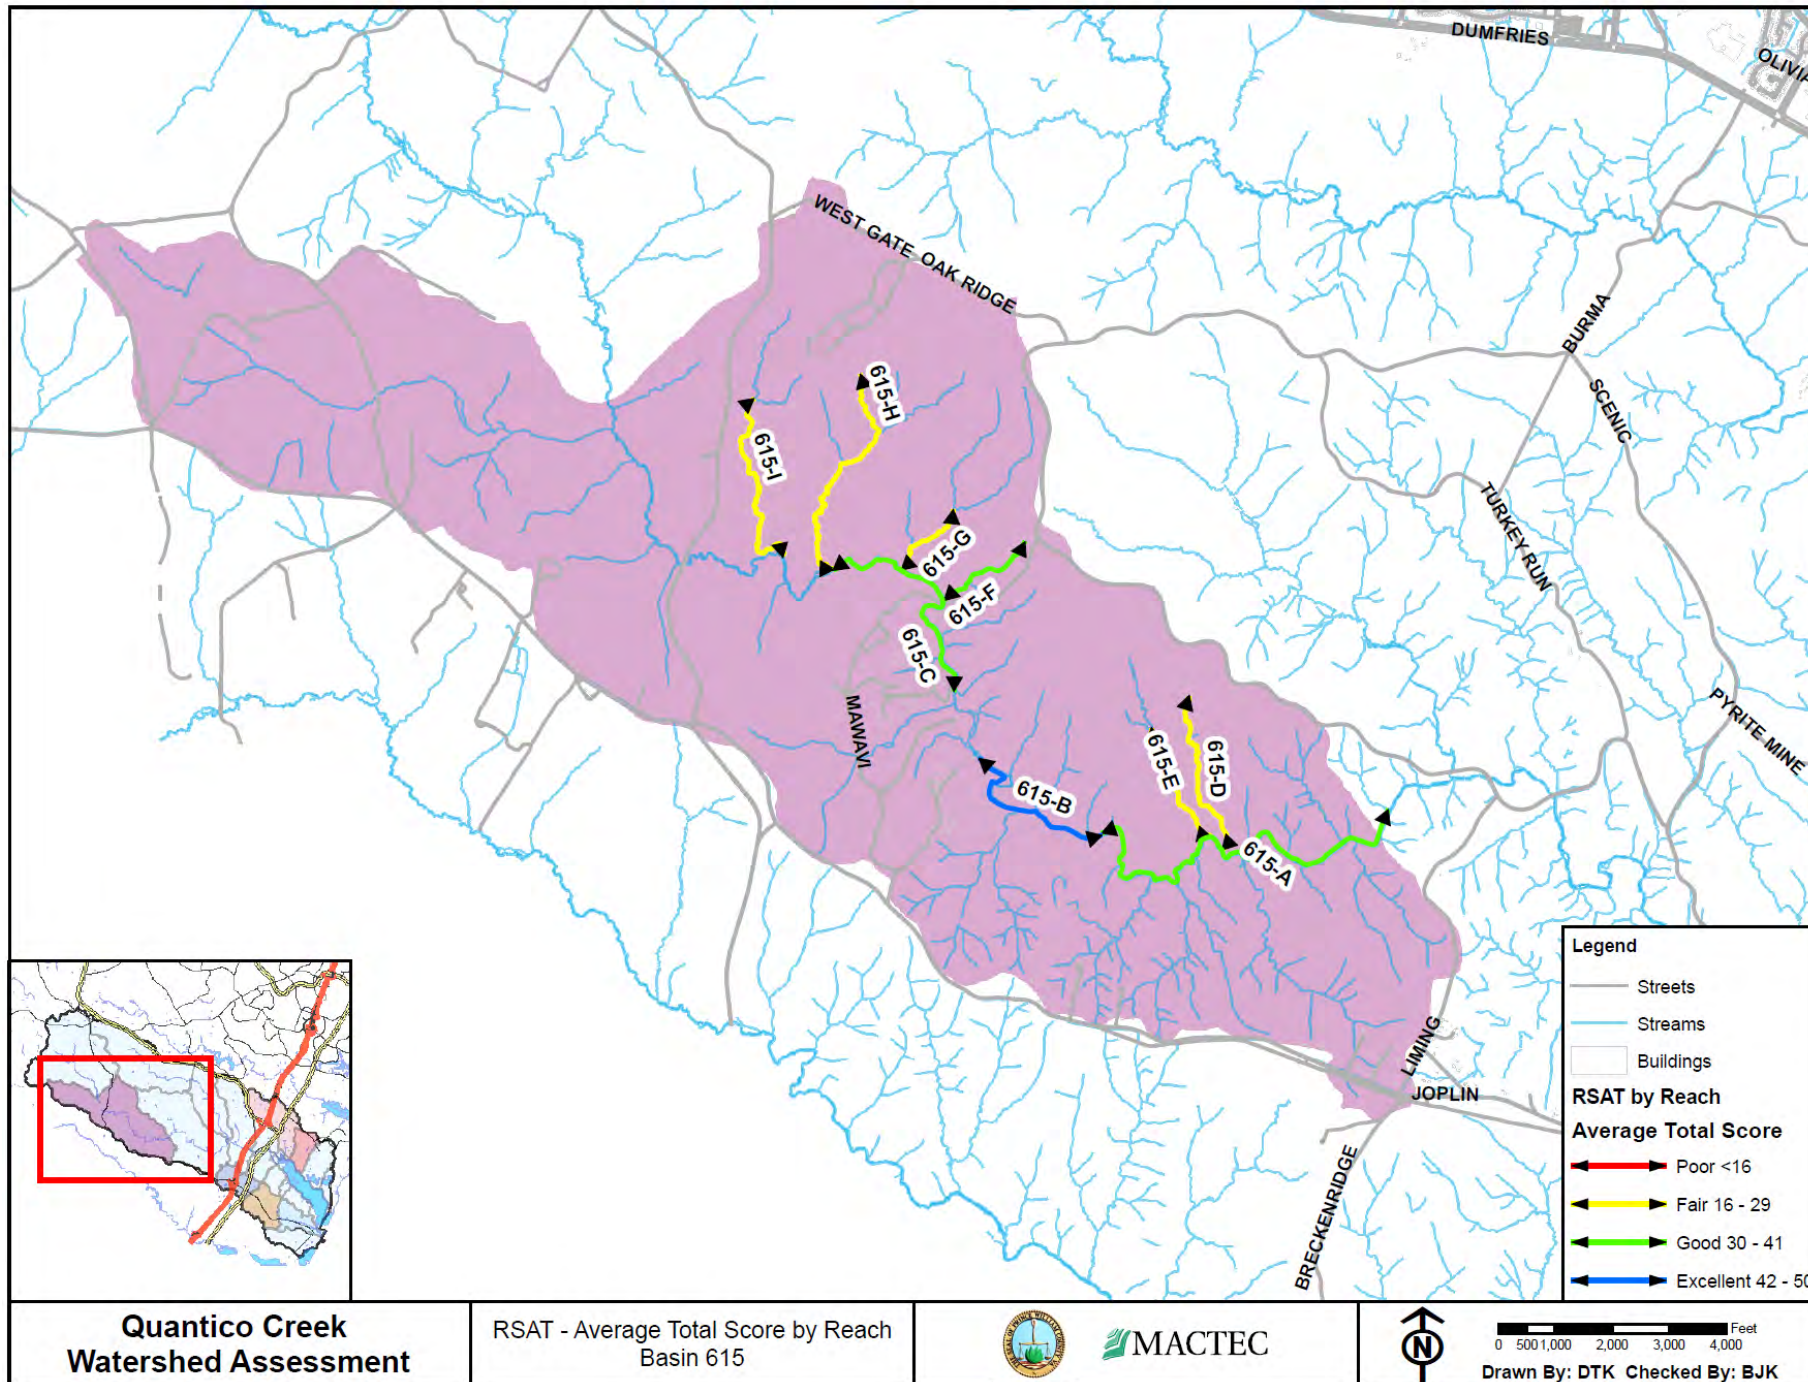 DUMFRIES
OLIVIA
WEST GATE OAK RIDGE
BURMA
SCENIC
615-H
615-I
TURKEY RUN
615-G
615-F
615-C
MAWAVI
PYRITE MINE
615-E
615-D
615-B
615-A
LIMING
JOPLIN
BRECKENRIDGE
Legend
Streets
Streams
Buildings
RSAT by Reach
Average Total Score
Poor <16
Fair 16 - 29
Good 30 - 41
Excellent 42 - 50
Quantico Creek
Watershed Assessment
RSAT - Average Total Score by Reach
Basin 615
MACTEC
N
Feet
0 500 1,000 2,000 3,000 4,000
Drawn By: DTK Checked By: BJK